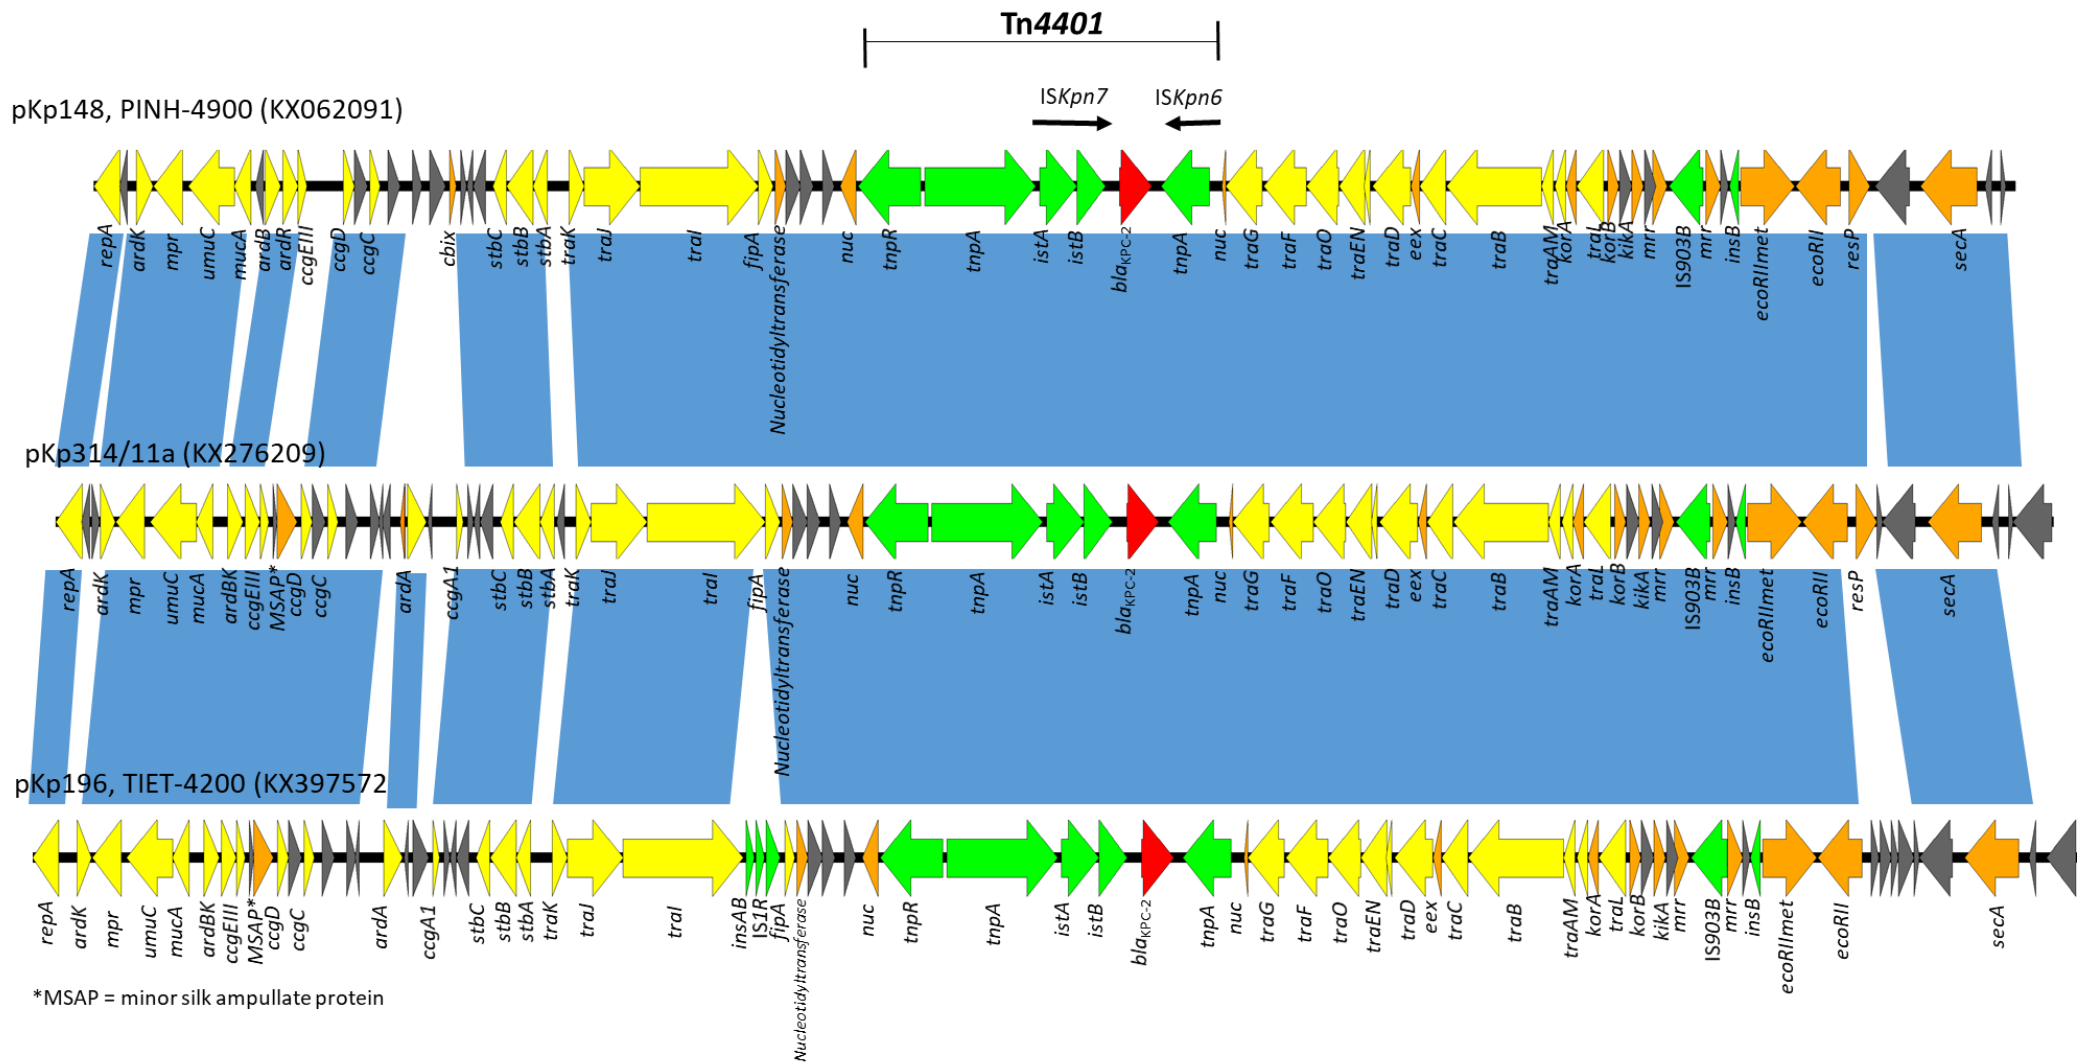 Tn4401
ISKpn7 ISKpn6
pKp148, PINH-4900 (KX062091)
repA ardK mpr umuC mucA ardB ardR ccgEIII ccgD ccgC cbix stbC stbB stbA traK traJ traI fipA Nucleotidyltransferase nuc tnpR tnpA istA istB blaKPC-2 tnpA nuc traG traF traO traEN traD eex traC traB traAM korA traL korB kikA mrr IS903B mrr insB ecoRIImet ecoRII resP secA
pKp314/11a (KX276209)
repA ardK mpr umuC mucA ardBK ccgEIII MSAP* ccgD ccgC ardA ccgA1 stbC stbB stbA traK traJ traI fipA Nucleotidyltransferase nuc tnpR tnpA istA istB blaKPC-2 tnpA nuc traG traF traO traEN traD eex traC traB traAM korA traL korB kikA mrr IS903B mrr insB ecoRIImet ecoRII resP secA
pKp196, TIET-4200 (KX397572
repA ardK mpr umuC mucA ardBK ccgEIII MSAP* ccgD ccgC ardA ccgA1 stbC stbB stbA traK traJ traI insAB IS1R fipA Nucleotidyltransferase nuc tnpR tnpA istA istB blaKPC-2 tnpA nuc traG traF traO traEN traD eex traC traB traAM korA traL korB kikA mrr IS903B mrr insB ecoRIImet ecoRII secA
*MSAP = minor silk ampullate protein